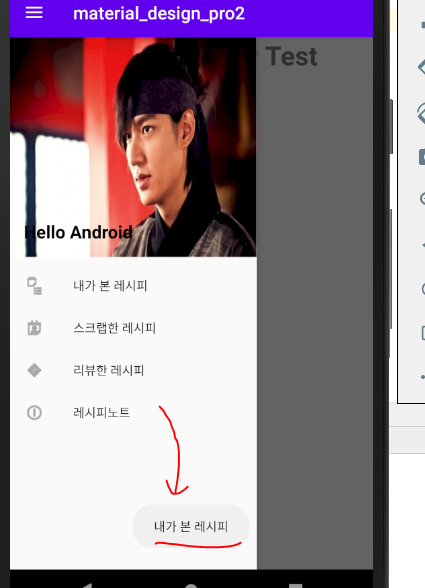 material_design_pro2
Test
Hello Android
내가 본 레시피
스크랩한 레시피
리뷰한 레시피
레시피노트
내가 본 레시피